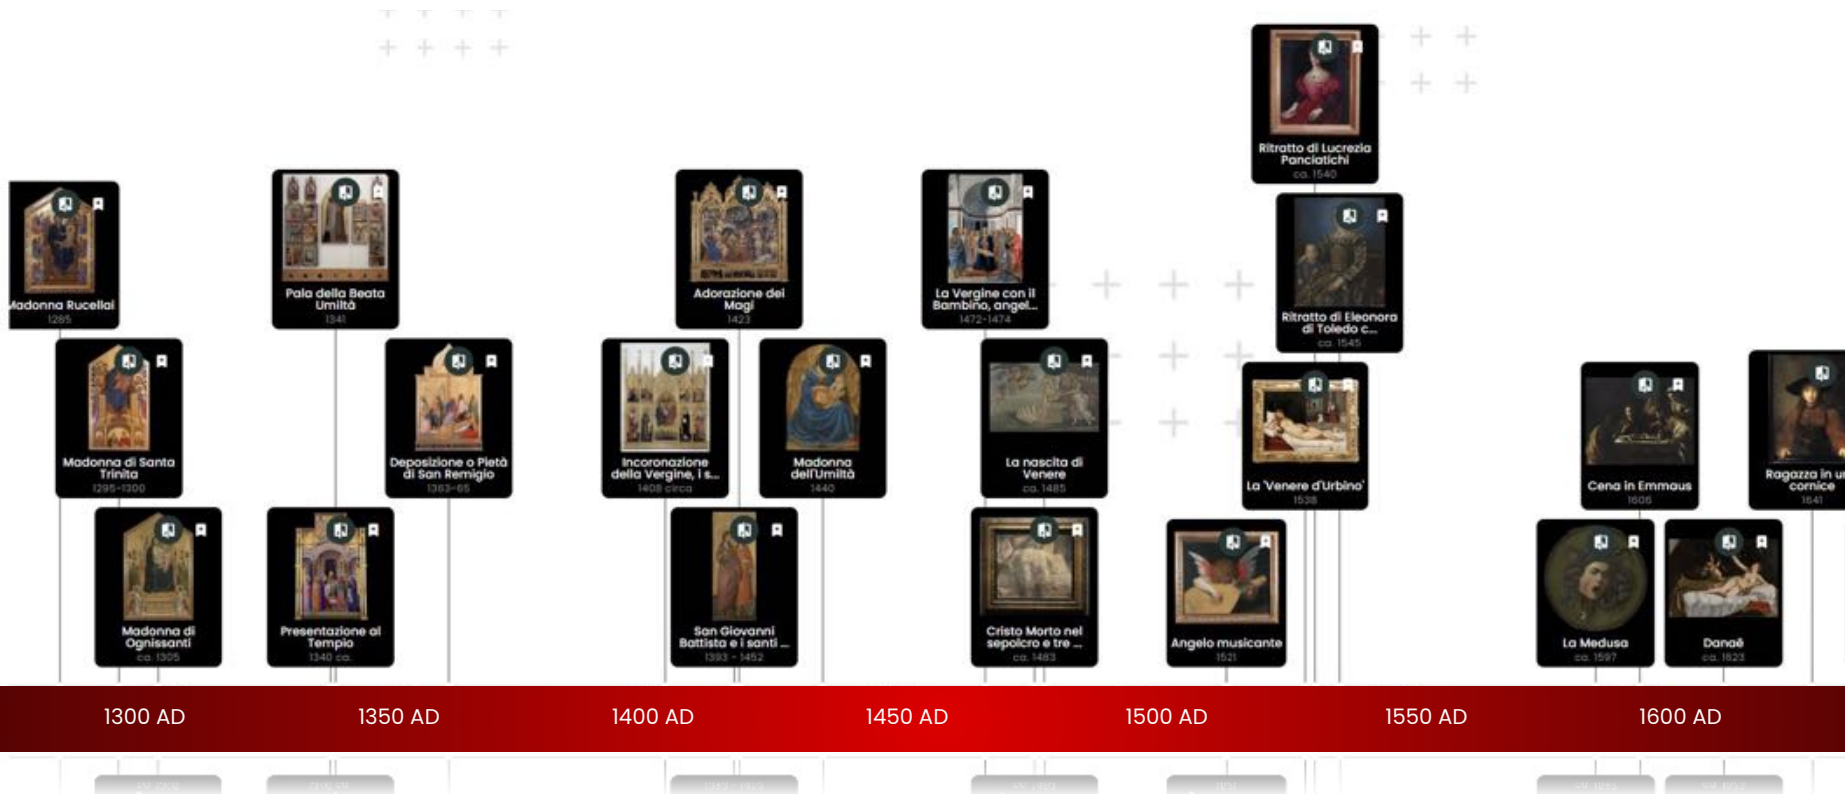 Ritratto di Lucrezia
Panciatichi
ca. 1540
Madonna Rucellai
1285
Pala della Beata
Umiltà
1341
Adorazione dei
Magi
1423
La Vergine con il
Bambino, angel...
1472-1474
Ritratto di Eleonora
di Toledo c...
ca. 1545
Madonna di Santa
Trinita
1295-1300
Deposizione o Pietà
di San Remigio
1363-65
Incoronazione
della Vergine, i s...
1408 circa
Madonna
dell'Umiltà
1440
La nascita di
Venere
ca. 1485
La 'Venere d'Urbino'
1538
Cena in Emmaus
1606
Ragazza in un
cornice
1641
Madonna di
Ognissanti
ca. 1305
Presentazione al
Tempio
1340 ca.
San Giovanni
Battista e i santi ...
1393 - 1452
Cristo Morto nel
sepolcro e tre ...
ca. 1483
Angelo musicante
1521
La Medusa
ca. 1597
Danaë
ca. 1623
1300 AD
1350 AD
1400 AD
1450 AD
1500 AD
1550 AD
1600 AD